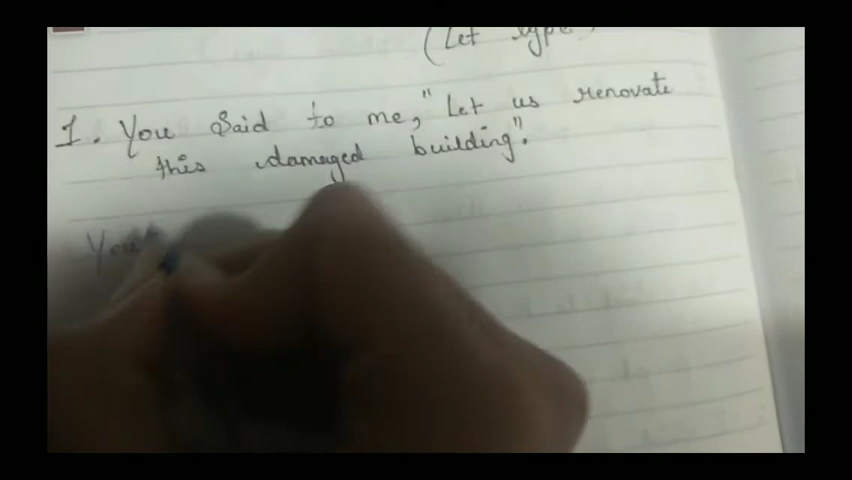 (Let type
1. You said to me, "Let us renovate
this damaged building".
You